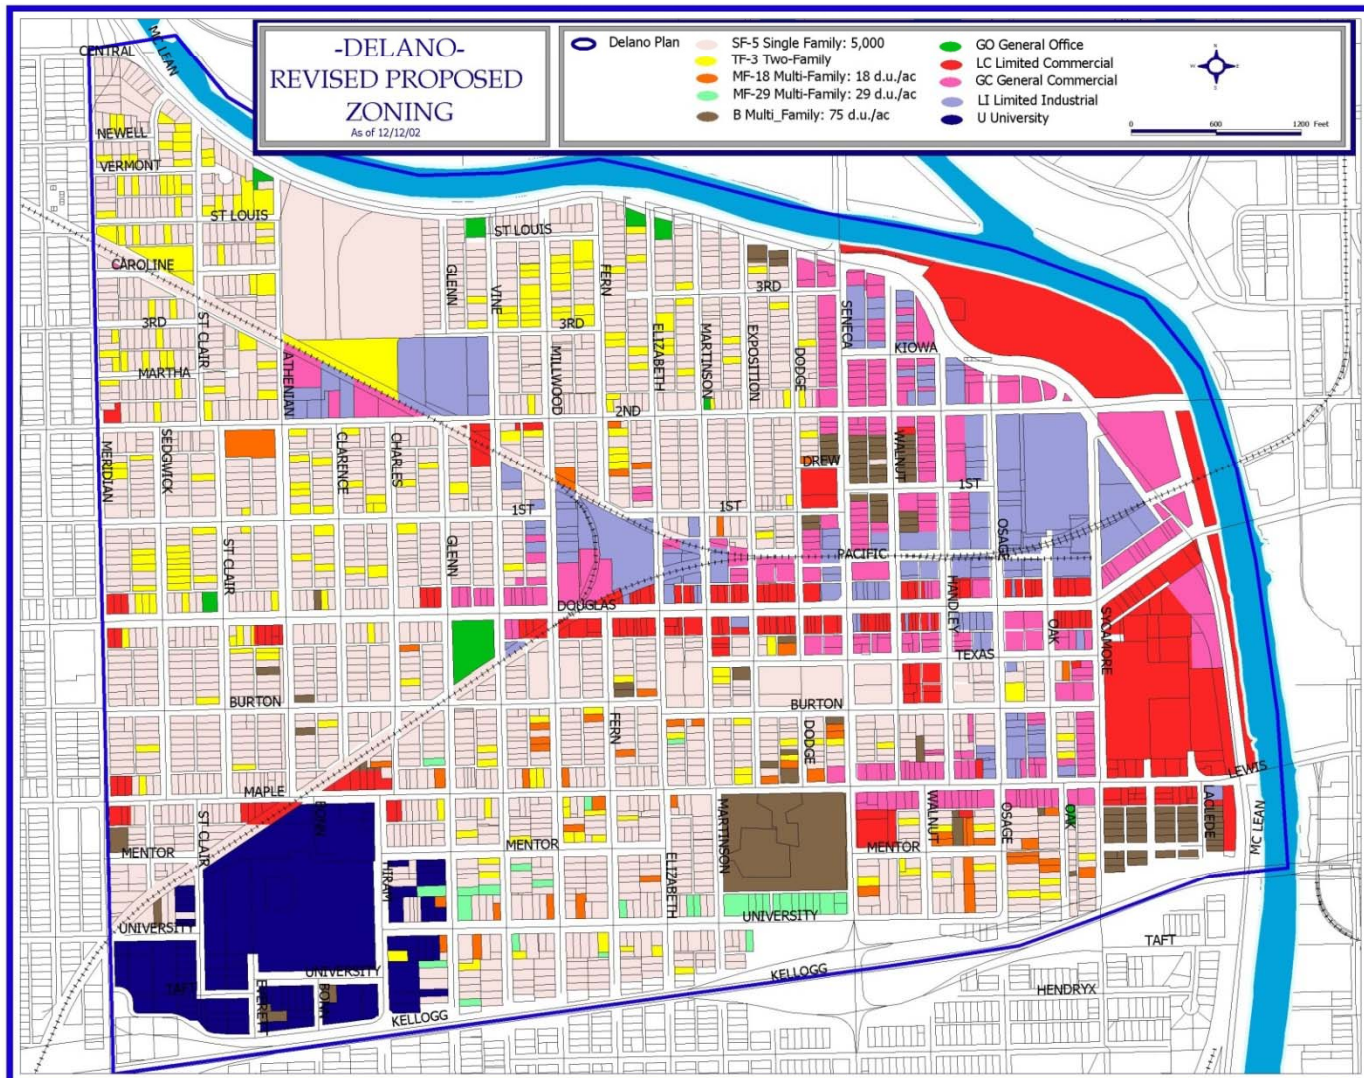 -DELANO-
REVISED PROPOSED
ZONING
As of 12/12/02
Delano Plan
SF-5 Single Family: 5,000
TF-3 Two-Family
MF-18 Multi-Family: 18 d.u./ac
MF-29 Multi-Family: 29 d.u./ac
B Multi_Family: 75 d.u./ac
GO General Office
LC Limited Commercial
GC General Commercial
LI Limited Industrial
U University
N
E
S
W
0 600 1200 Feet
CENTRAL
MC LEAN
NEWELL
VERMONT
ST LOUIS
ST LOUIS
CAROLINE
GLENN
VINE
FERN
3RD
3RD
3RD
ST CLAIR
ELIZABETH
MARTINSON
EXPOSITION
DODGE
SENECA
KIOWA
MARTHA
ATHENIAN
MILLWOOD
2ND
MERIDIAN
SEDGWICK
CLARENCE
CHARLES
WALNUT
DREW
1ST
1ST
1ST
OSAGE
ST CLAIR
GLENN
PACIFIC
DOUGLAS
HANDLEY
OAK
SYCAMORE
TEXAS
BURTON
BURTON
FERN
DODGE
LEWIS
MAPLE
BONN
ST CLAIR
MENTOR
MENTOR
MENTOR
HIRAM
ELIZABETH
MARTINSON
WALNUT
OSAGE
OAK
LACLEDE
MC LEAN
UNIVERSITY
UNIVERSITY
UNIVERSITY
TAFT
TAFT
EVERETT
BONN
KELLOGG
KELLOGG
HENDRYX